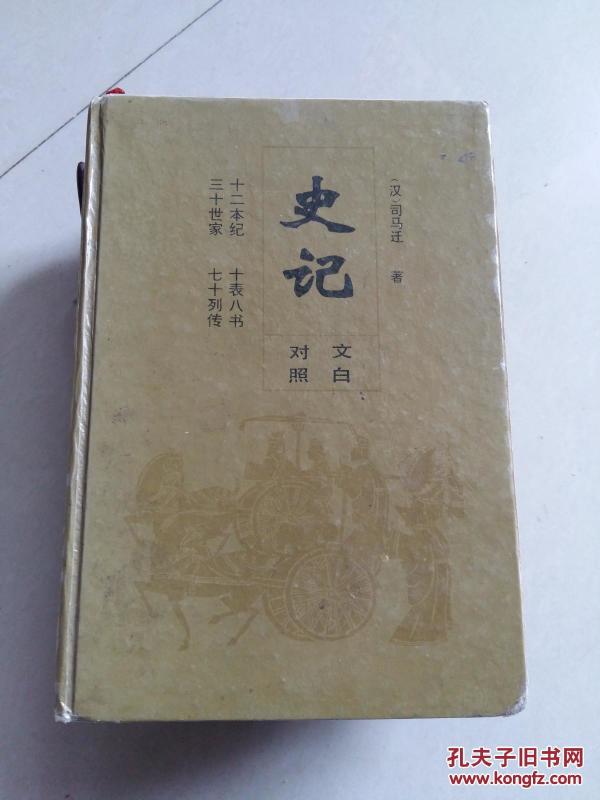 (汉)司马迁 著
史记
文白
对照
十二本纪 十表八书
三十世家 七十列传
孔夫子旧书网
www.kongfz.com